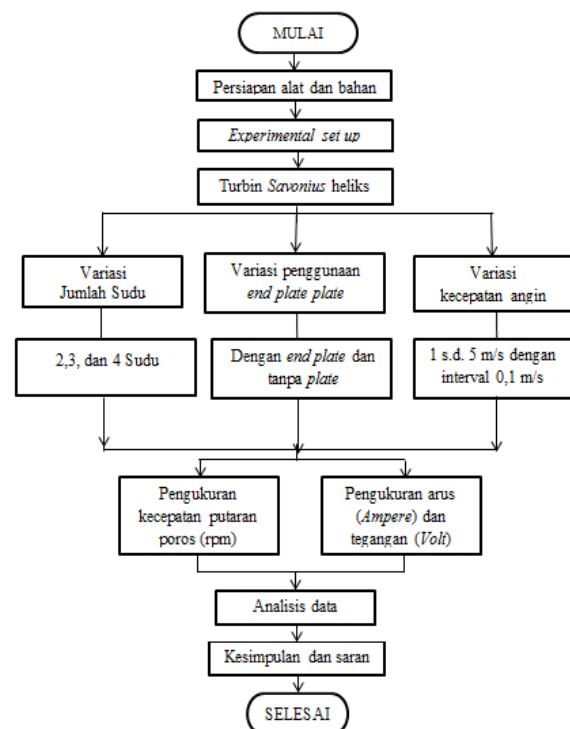 MULAI
Persiapan alat dan bahan
Experimental set up
Turbin Savonius heliks
Variasi
Jumlah Sudu
Variasi penggunaan
end plate plate
Variasi
kecepatan angin
2,3, dan 4 Sudu
Dengan end plate dan
tanpa plate
1 s.d. 5 m/s dengan
interval 0,1 m/s
Pengukuran
kecepatan putaran
poros (rpm)
Pengukuran arus
(Ampere) dan
tegangan (Volt)
Analisis data
Kesimpulan dan saran
SELESAI